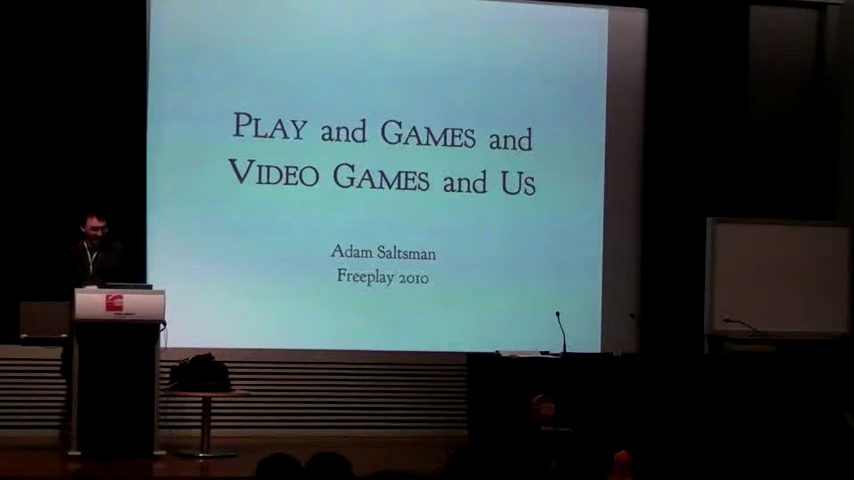 PLAY and GAMES and
VIDEO GAMES and US
Adam Saltsman
Freeplay 2010